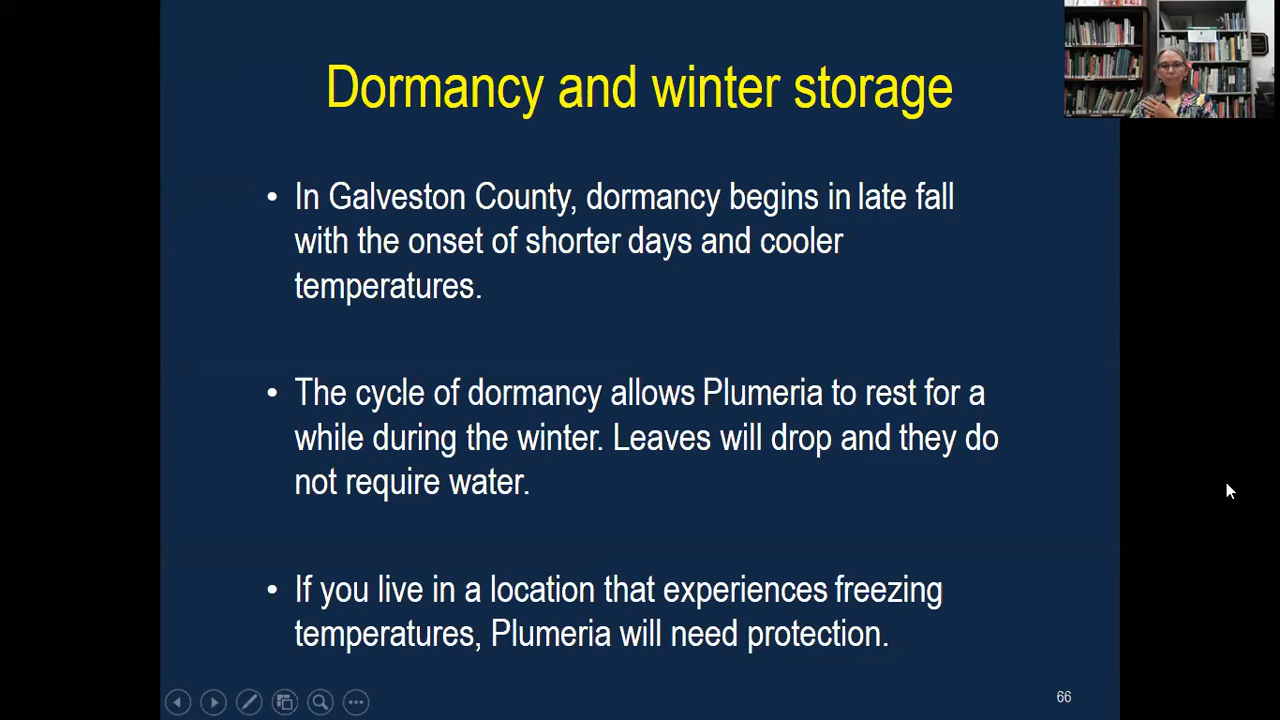 Dormancy and winter storage
• In Galveston County, dormancy begins in late fall
with the onset of shorter days and cooler
temperatures.
• The cycle of dormancy allows Plumeria to rest for a
while during the winter. Leaves will drop and they do
not require water.
• If you live in a location that experiences freezing
temperatures, Plumeria will need protection.
66